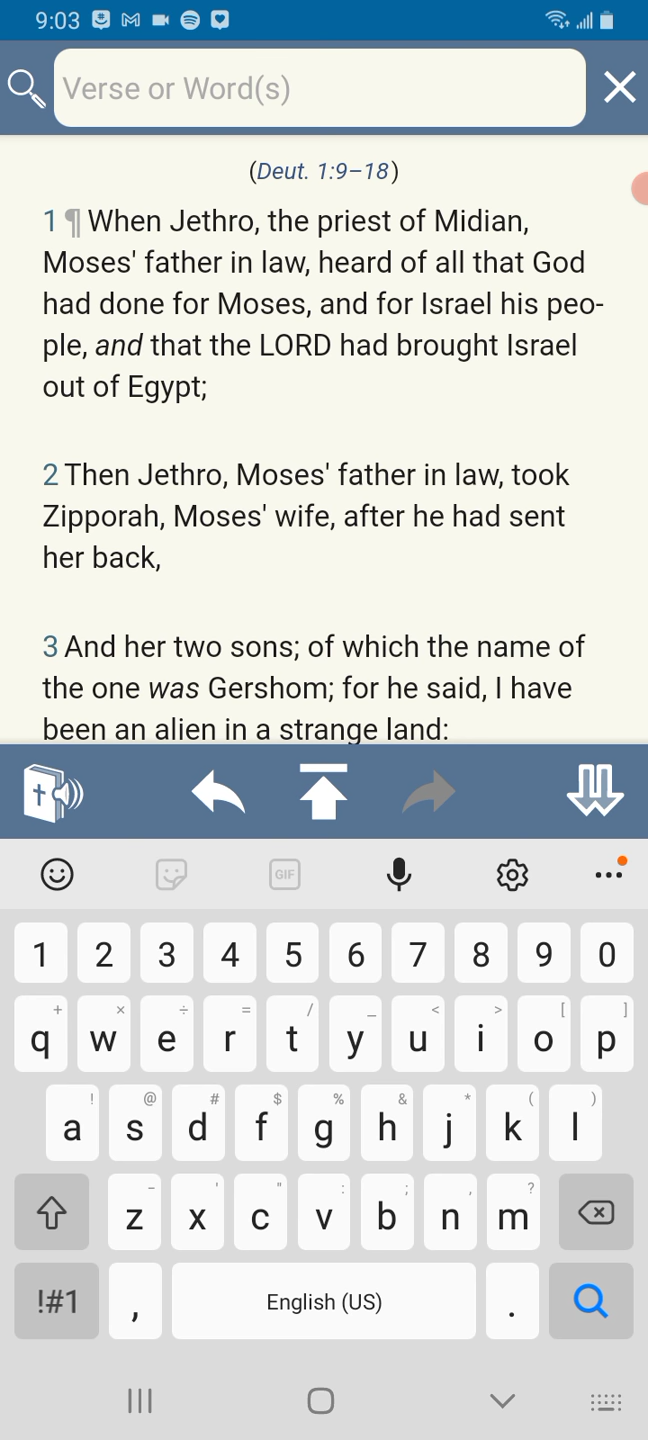 9:03
Verse or Word(s)
(Deut. 1:9–18)
1 ¶ When Jethro, the priest of Midian,
Moses' father in law, heard of all that God
had done for Moses, and for Israel his peo-
ple, and that the LORD had brought Israel
out of Egypt;
2 Then Jethro, Moses' father in law, took
Zipporah, Moses' wife, after he had sent
her back,
3 And her two sons; of which the name of
the one was Gershom; for he said, I have
been an alien in a strange land:
GIF
1 2 3 4 5 6 7 8 9 0
+ × ÷ = / _ < > [ ]
q w e r t y u i o p
! @ # $ % & * ( )
a s d f g h j k l
- ' " : ; , ?
z x c v b n m
!#1 , English (US) .